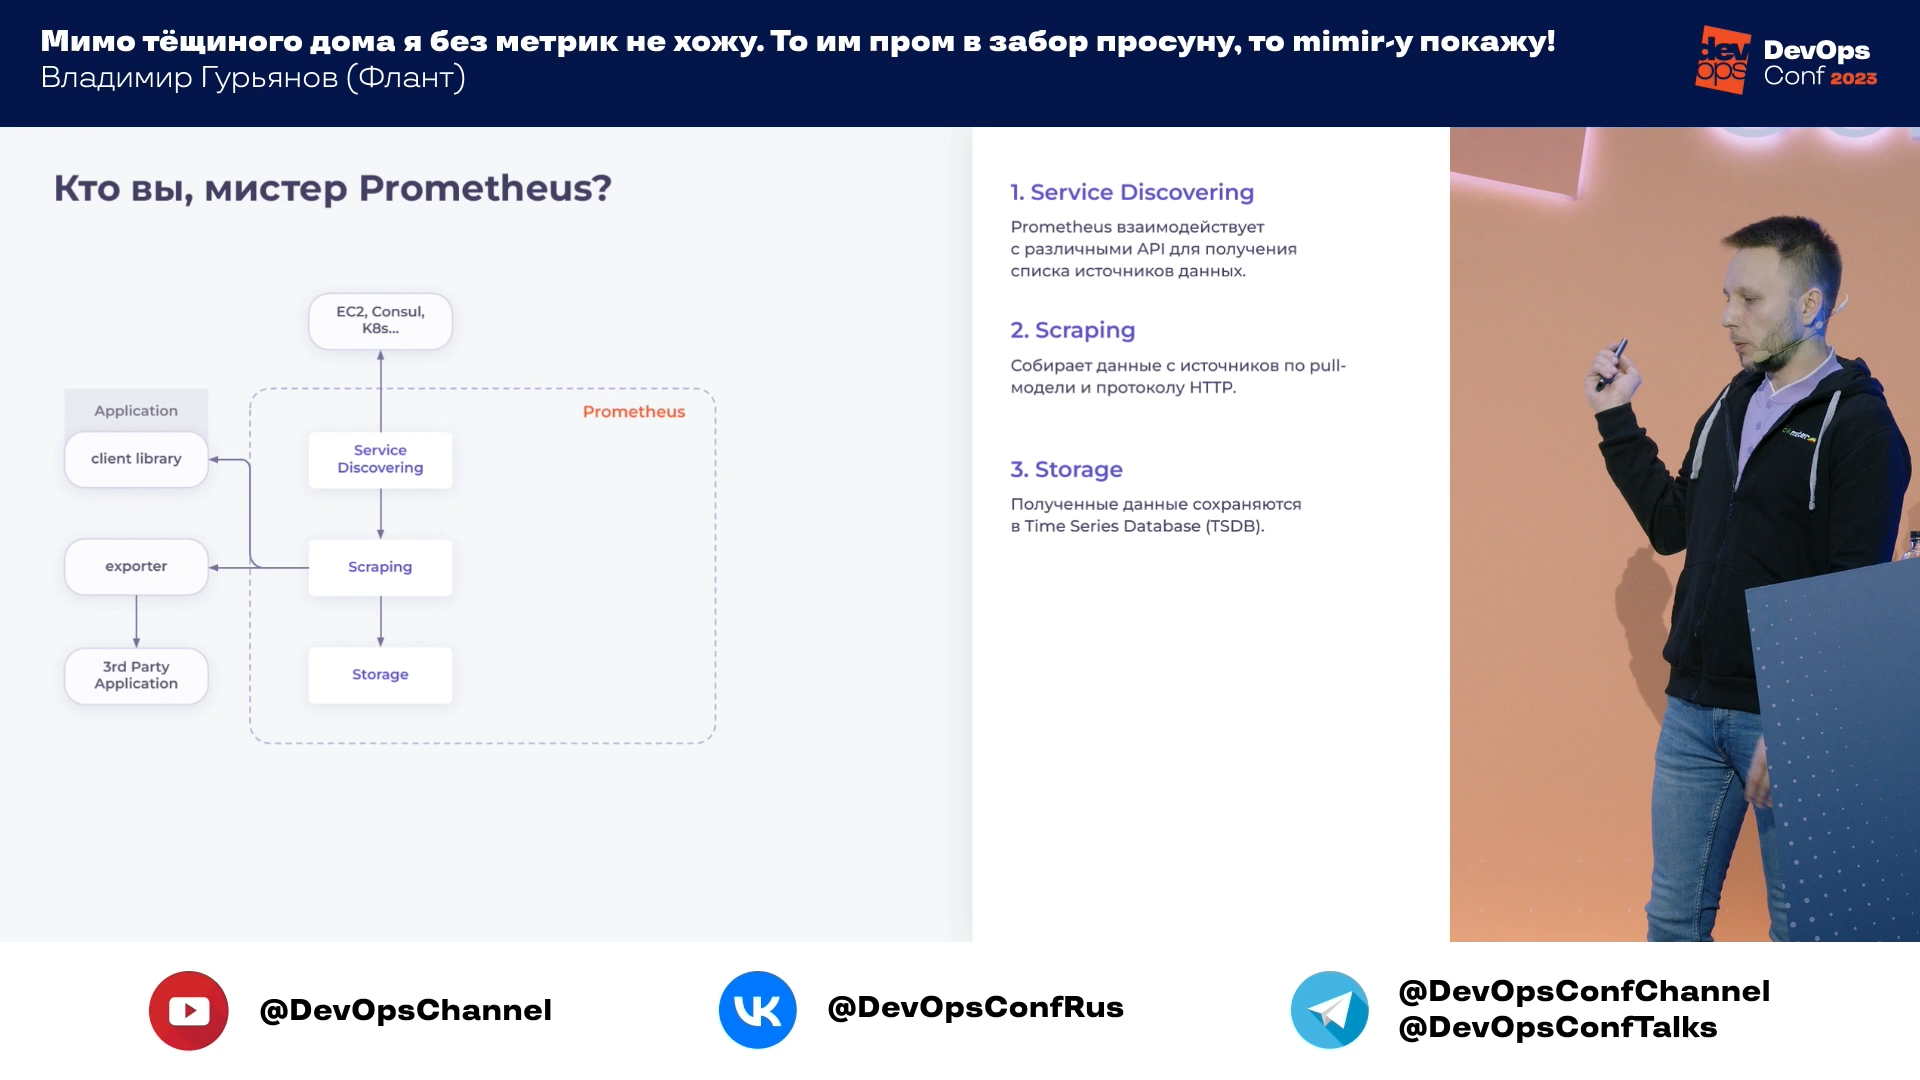 Мимо тёщиного дома я без метрик не хожу. То им пром в забор просуну, то mimir-у покажу!
Владимир Гурьянов (Флант)
dev
ops
DevOps
Conf 2023
Кто вы, мистер Prometheus?
EC2, Consul,
K8s...
Application
client library
exporter
3rd Party
Application
Prometheus
Service
Discovering
Scraping
Storage
1. Service Discovering
Prometheus взаимодействует
с различными API для получения
списка источников данных.
2. Scraping
Собирает данные с источников по pull-
модели и протоколу HTTP.
3. Storage
Полученные данные сохраняются
в Time Series Database (TSDB).
@DevOpsChannel
@DevOpsConfRus
@DevOpsConfChannel
@DevOpsConfTalks